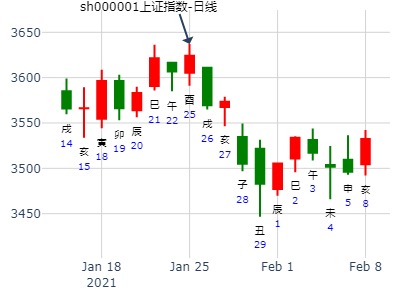 sh000001上证指数-日线
3650
3600
3550
3500
3450
戌
14
亥
15
寅
18
卯
19
辰
20
巳
21
午
22
酉
25
戌
26
亥
27
子
28
丑
29
辰
1
巳
2
午
3
未
4
申
5
亥
8
Jan 18
2021
Jan 25
Feb 1
Feb 8